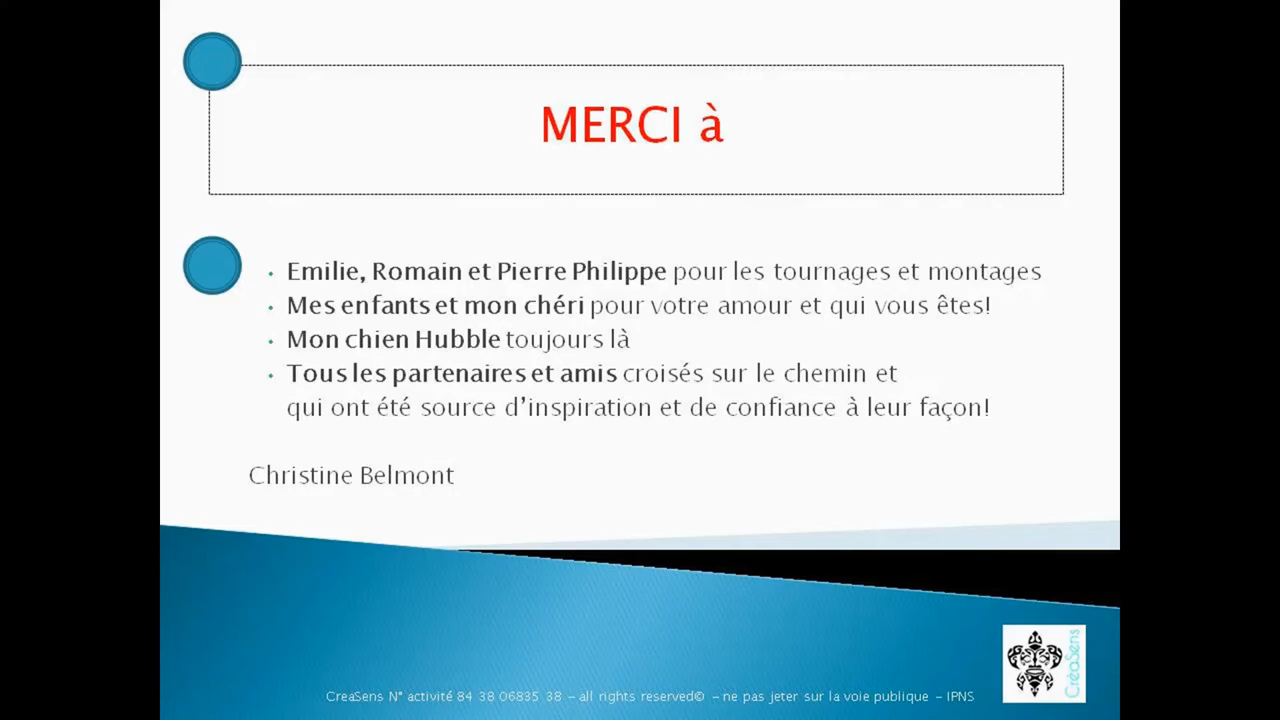 MERCI à
• Emilie, Romain et Pierre Philippe pour les tournages et montages
• Mes enfants et mon chéri pour votre amour et qui vous êtes!
• Mon chien Hubble toujours là
• Tous les partenaires et amis croisés sur le chemin et
qui ont été source d’inspiration et de confiance à leur façon!
Christine Belmont
CréaSens
CreaSens N° activité 84 38 06835 38 – all rights reserved© – ne pas jeter sur la voie publique – IPNS